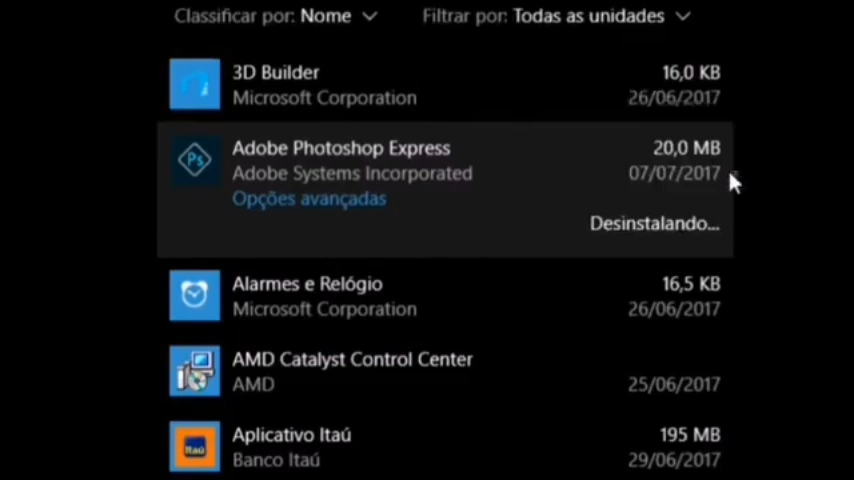 Classificar por: Nome Filtrar por: Todas as unidades
3D Builder 16,0 KB
Microsoft Corporation 26/06/2017
Ps Adobe Photoshop Express 20,0 MB
Adobe Systems Incorporated 07/07/2017
Opções avançadas
Desinstalando...
Alarmes e Relógio 16,5 KB
Microsoft Corporation 26/06/2017
AMD Catalyst Control Center
AMD 25/06/2017
Aplicativo Itaú 195 MB
Itaú Banco Itaú 29/06/2017